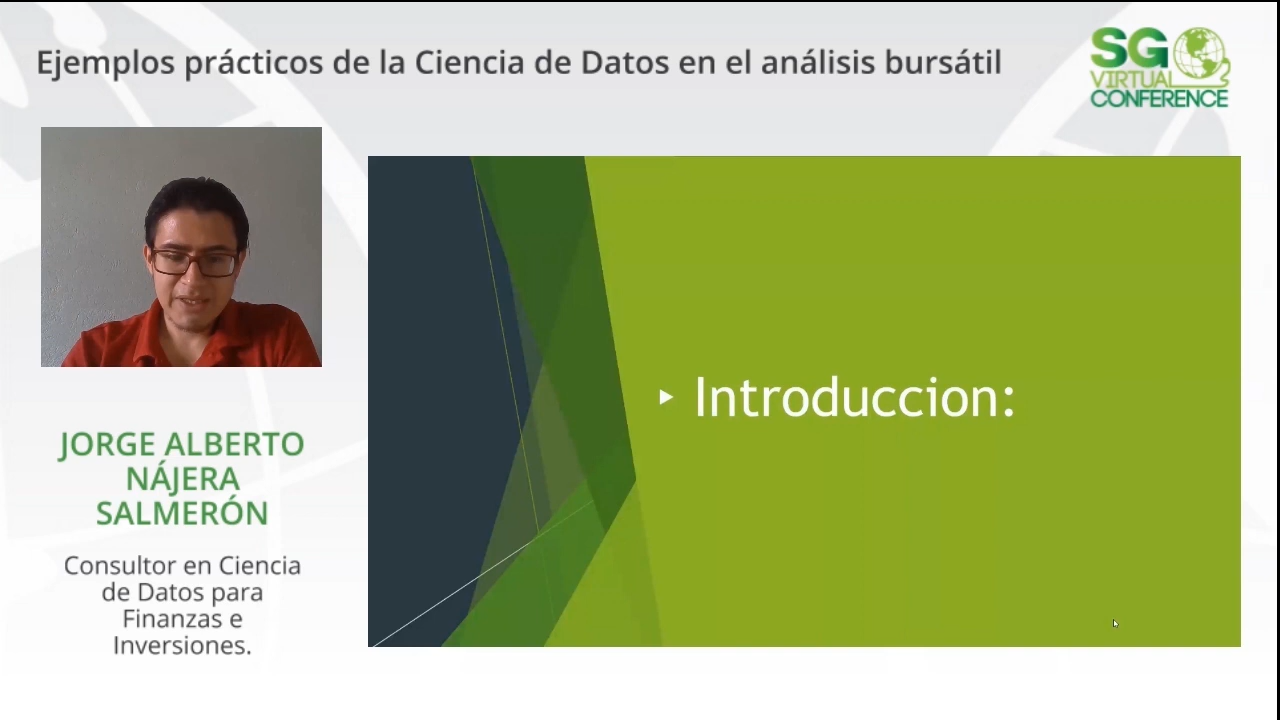 Ejemplos prácticos de la Ciencia de Datos en el análisis bursátil
SG
VIRTUAL
CONFERENCE
Introduccion:
JORGE ALBERTO
NÁJERA
SALMERÓN
Consultor en Ciencia
de Datos para
Finanzas e
Inversiones.